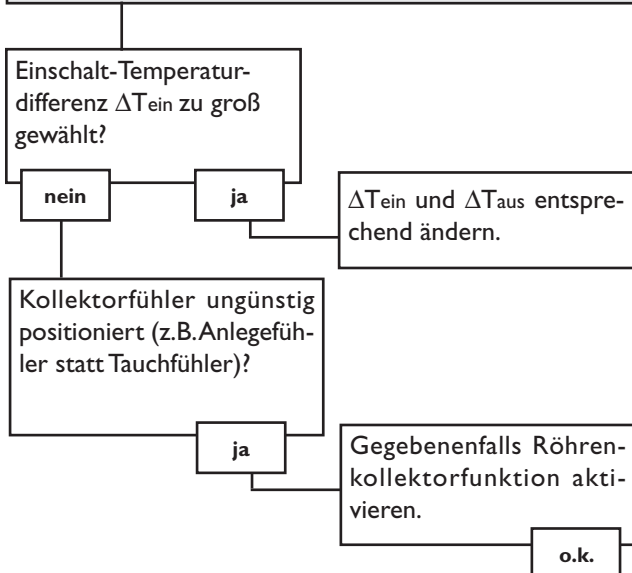 Einschalt-Temperatur-
differenz ΔTein zu groß
gewählt?
nein
ja
ΔTein und ΔTaus entspre-
chend ändern.
Kollektorfühler ungünstig
positioniert (z.B. Anlegefüh-
ler statt Tauchfühler)?
ja
Gegebenenfalls Röhren-
kollektorfunktion akti-
vieren.
o.k.